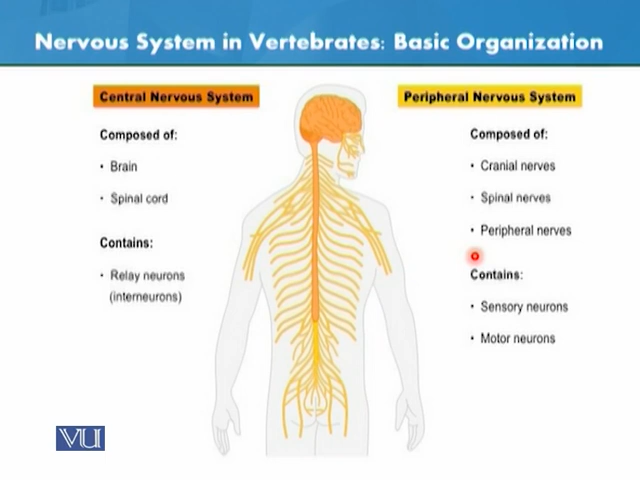 Nervous System in Vertebrates: Basic Organization
Central Nervous System
Composed of:
• Brain
• Spinal cord
Contains:
• Relay neurons
(interneurons)
Peripheral Nervous System
Composed of:
• Cranial nerves
• Spinal nerves
• Peripheral nerves
Contains:
• Sensory neurons
• Motor neurons
VU